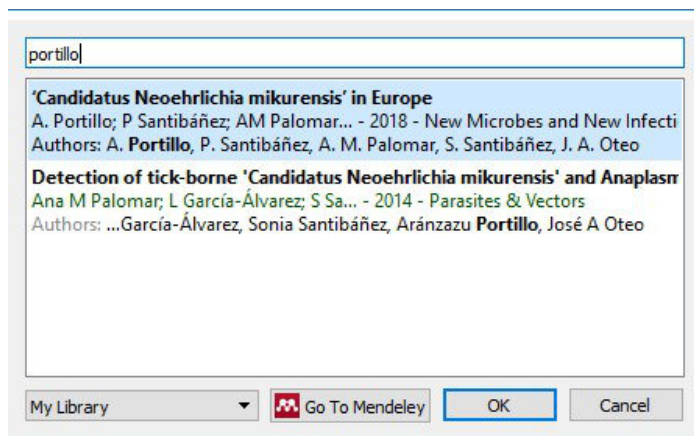 portillo
‘Candidatus Neoehrlichia mikurensis’ in Europe
A. Portillo; P Santibáñez; AM Palomar... - 2018 - New Microbes and New Infecti
Authors: A. Portillo, P. Santibáñez, A. M. Palomar, S. Santibáñez, J. A. Oteo
Detection of tick-borne 'Candidatus Neoehrlichia mikurensis' and Anaplasm
Ana M Palomar; L García-Álvarez; S Sa... - 2014 - Parasites & Vectors
Authors: ...García-Álvarez, Sonia Santibáñez, Aránzazu Portillo, José A Oteo
My Library Go To Mendeley OK Cancel